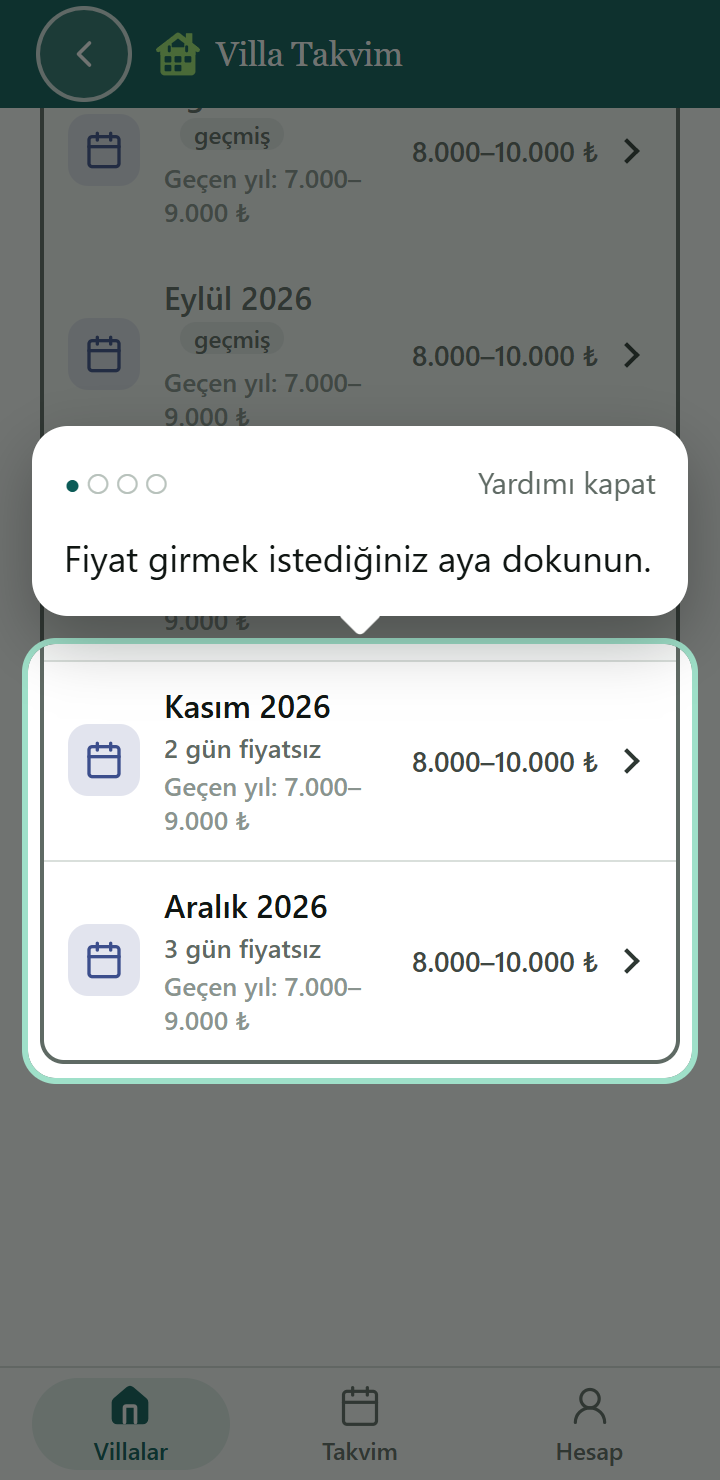 Villa Takvim
geçmiş
8.000–10.000 ₺
Geçen yıl: 7.000–
9.000 ₺
Eylül 2026
geçmiş
8.000–10.000 ₺
Geçen yıl: 7.000–
9.000 ₺
Yardımı kapat
Fiyat girmek istediğiniz aya dokunun.
9.000 ₺
Kasım 2026
2 gün fiyatsız
8.000–10.000 ₺
Geçen yıl: 7.000–
9.000 ₺
Aralık 2026
3 gün fiyatsız
8.000–10.000 ₺
Geçen yıl: 7.000–
9.000 ₺
Villalar
Takvim
Hesap